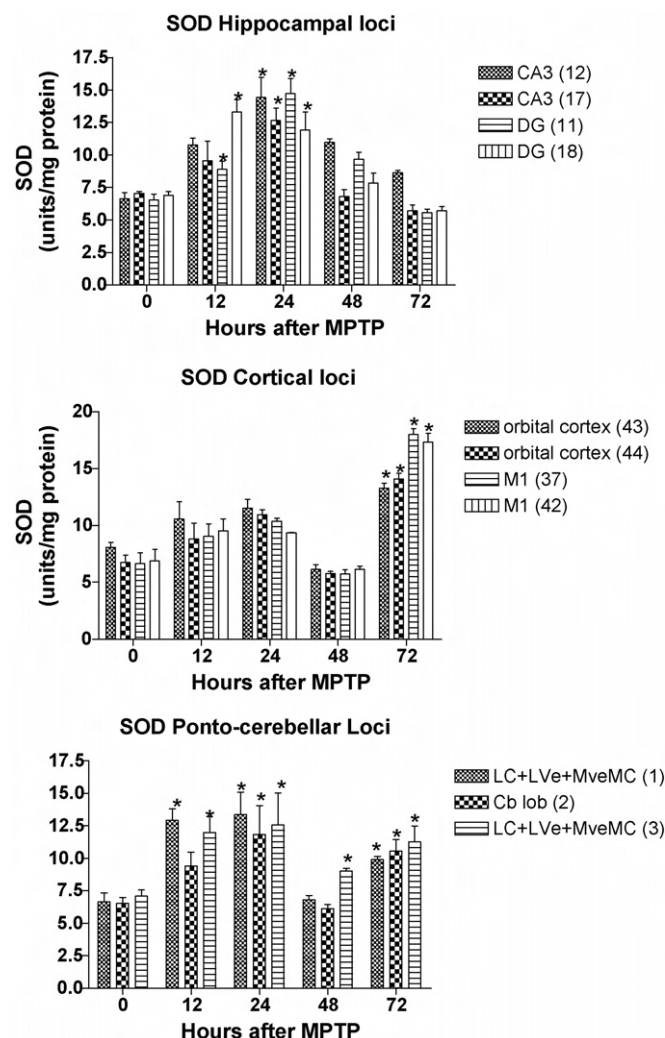 SOD Hippocampal loci
SOD
(units/mg protein)
17.5
15.0
12.5
10.0
7.5
5.0
2.5
0.0
* * * * * *
0 12 24 48 72
Hours after MPTP
CA3 (12)
CA3 (17)
DG (11)
DG (18)
SOD Cortical loci
SOD
(units/mg protein)
20
15
10
5
0
* * * *
0 12 24 48 72
Hours after MPTP
orbital cortex (43)
orbital cortex (44)
M1 (37)
M1 (42)
SOD Ponto-cerebellar Loci
17.5
15.0
12.5
10.0
7.5
5.0
2.5
0.0
* * * * * * * * *
0 12 24 48 72
Hours after MPTP
LC+LVe+MveMC (1)
Cb lob (2)
LC+LVe+MveMC (3)